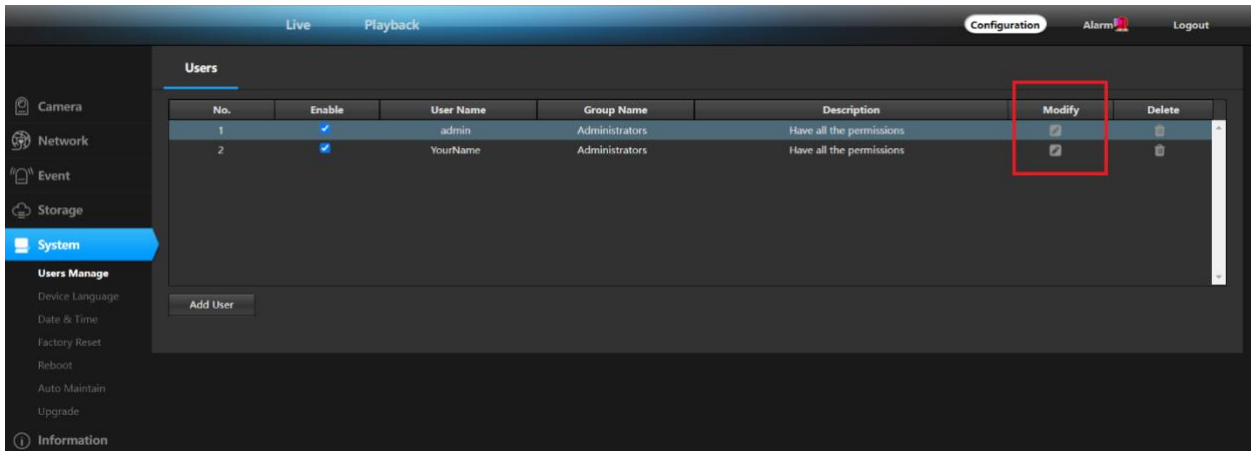 Live Playback Configuration Alarm Logout
Users
Camera
Network
Event
Storage
System
Users Manage
Device Language
Date & Time
Factory Reset
Reboot
Auto Maintain
Upgrade
Information
No. Enable User Name Group Name Description Modify Delete
1 admin Administrators Have all the permissions
2 YourName Administrators Have all the permissions
Add User